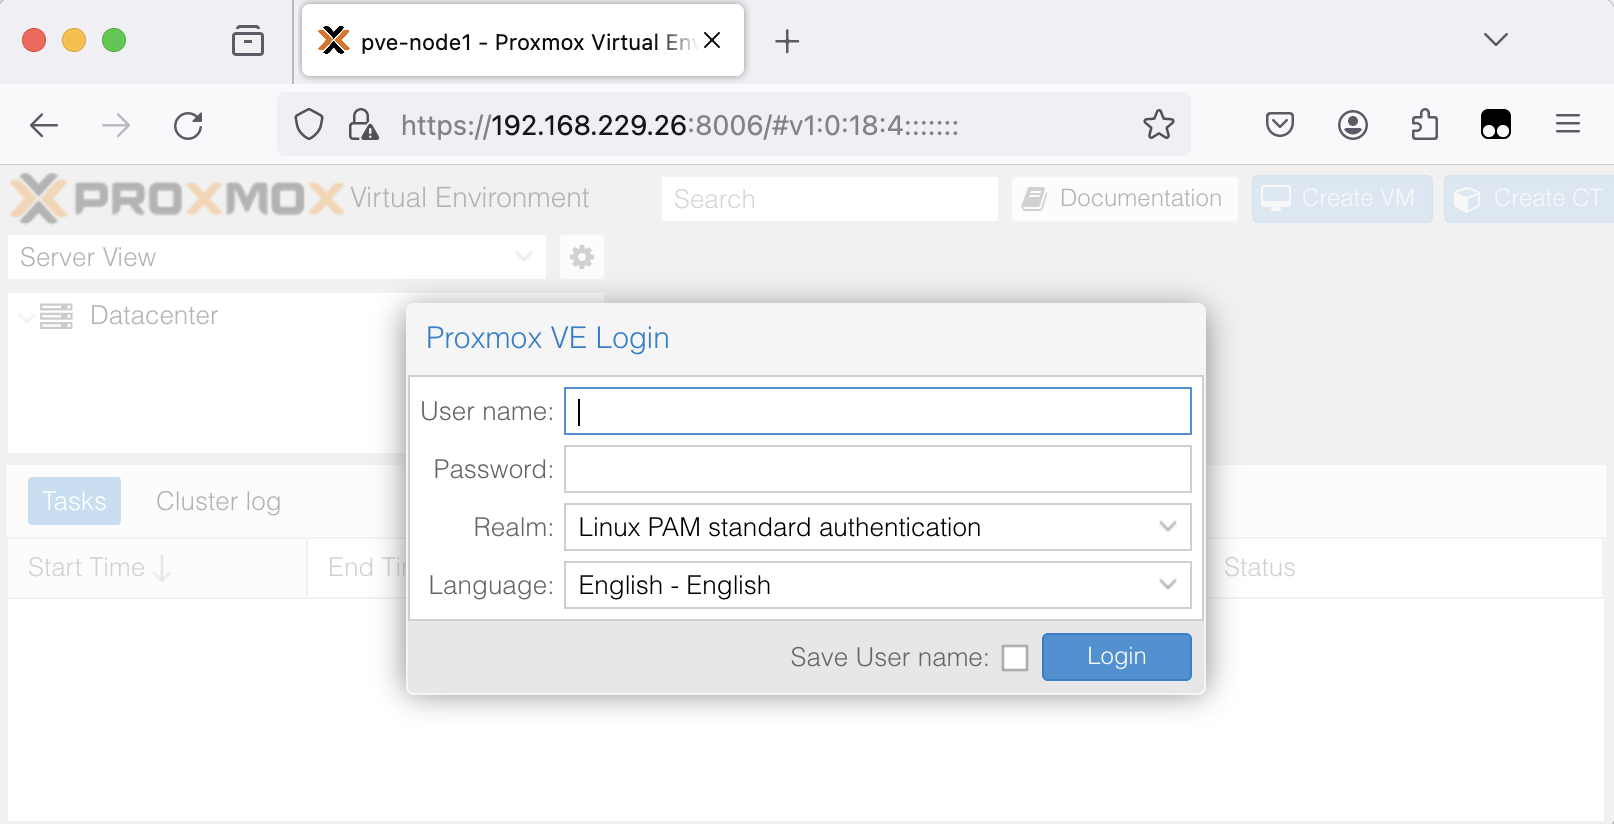 pve-node1 - Proxmox Virtual En
https://192.168.229.26:8006/#v1:0:18:4:::::::
PROXMOX Virtual Environment
Search
Documentation
Create VM
Create CT
Server View
Datacenter
Proxmox VE Login
User name:
Password:
Realm: Linux PAM standard authentication
Language: English - English
Save User name:
Login
Tasks
Cluster log
Start Time
End Ti
Status